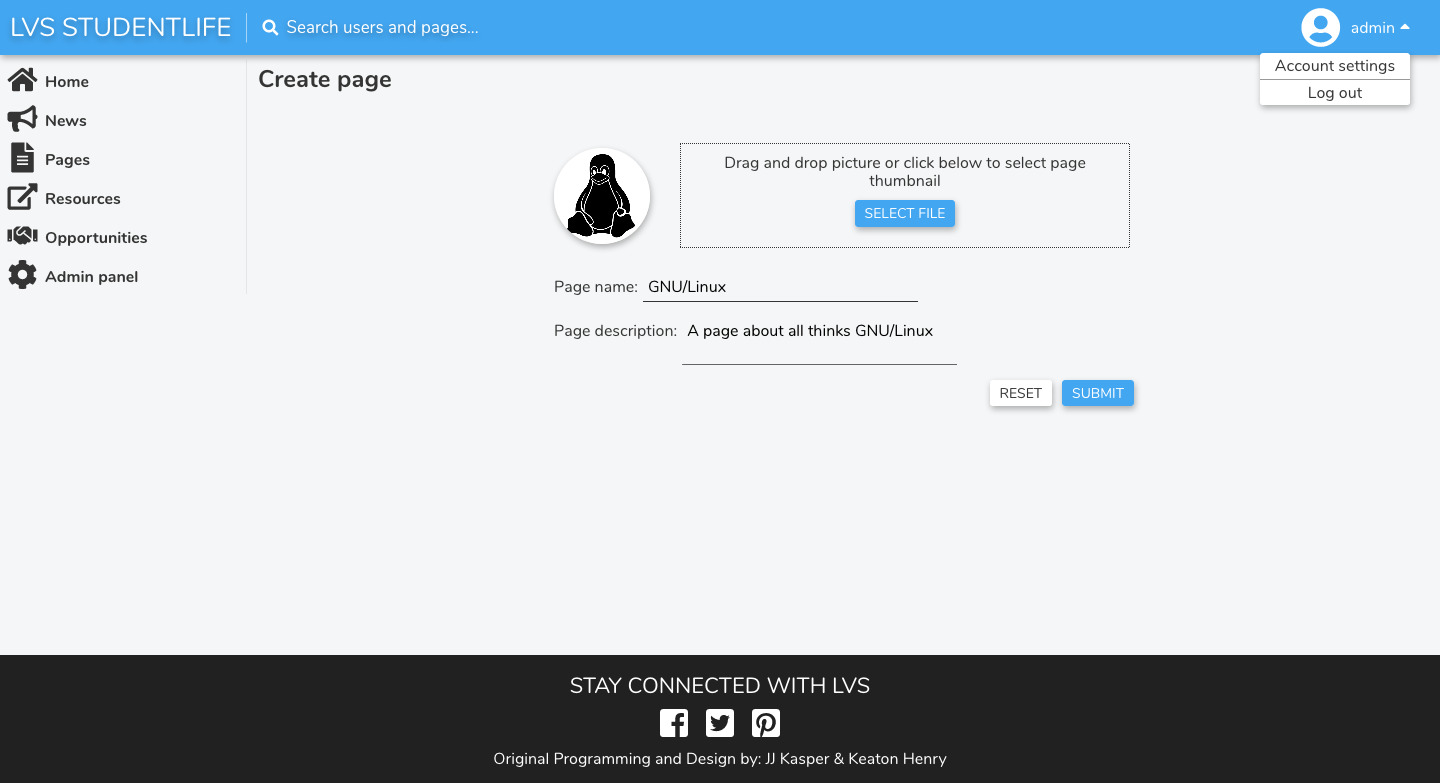 LVS STUDENTLIFE
Search users and pages...
admin
Account settings
Log out
Home
News
Pages
Resources
Opportunities
Admin panel
Create page
Drag and drop picture or click below to select page
thumbnail
SELECT FILE
Page name: GNU/Linux
Page description: A page about all thinks GNU/Linux
RESET SUBMIT
STAY CONNECTED WITH LVS
Original Programming and Design by: JJ Kasper & Keaton Henry